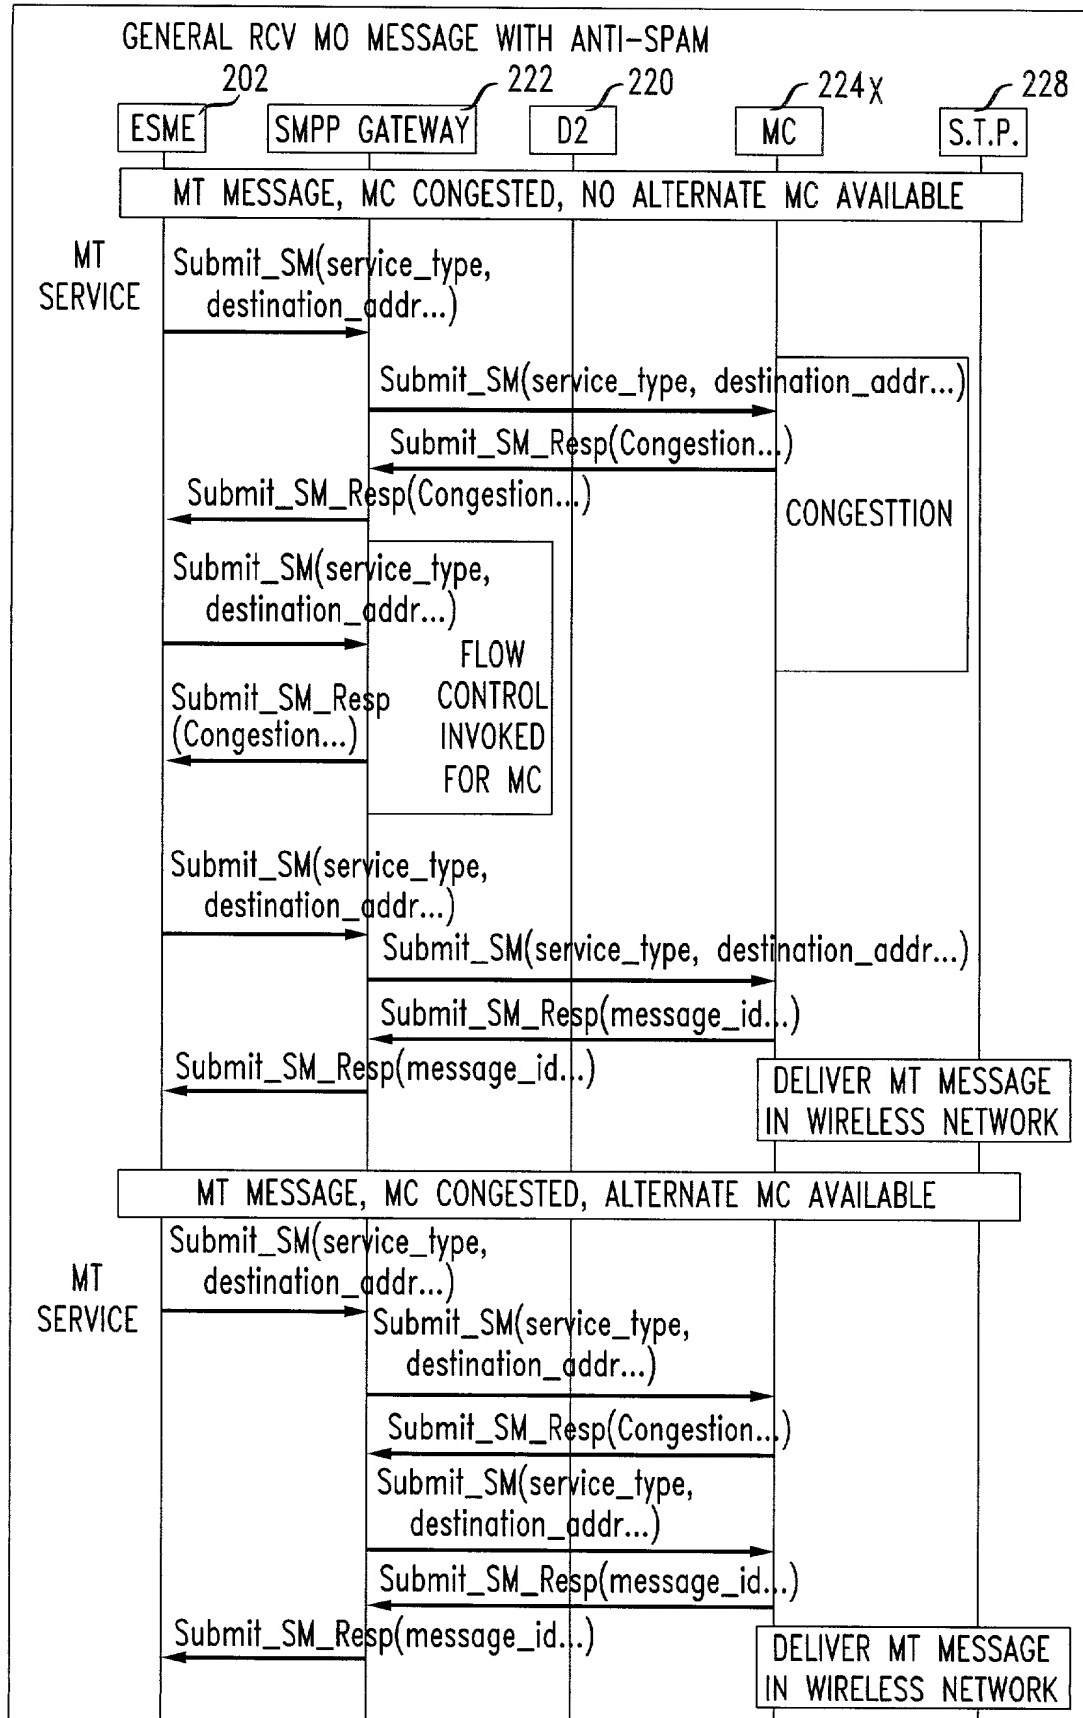 GENERAL RCV MO MESSAGE WITH ANTI-SPAM
202
222
220
224X
228
ESME
SMPP GATEWAY
D2
MC
S.T.P.
MT MESSAGE, MC CONGESTED, NO ALTERNATE MC AVAILABLE
MT
SERVICE
Submit_SM(service_type,
destination_addr...)
Submit_SM(service_type, destination_addr...)
Submit_SM_Resp(Congestion...)
Submit_SM_Resp(Congestion...)
CONGESTTION
Submit_SM(service_type,
destination_addr...)
FLOW
CONTROL
INVOKED
FOR MC
Submit_SM_Resp
(Congestion...)
Submit_SM(service_type,
destination_addr...)
Submit_SM(service_type, destination_addr...)
Submit_SM_Resp(message_id...)
Submit_SM_Resp(message_id...)
DELIVER MT MESSAGE
IN WIRELESS NETWORK
MT MESSAGE, MC CONGESTED, ALTERNATE MC AVAILABLE
MT
SERVICE
Submit_SM(service_type,
destination_addr...)
Submit_SM(service_type,
destination_addr...)
Submit_SM_Resp(Congestion...)
Submit_SM(service_type,
destination_addr...)
Submit_SM_Resp(message_id...)
Submit_SM_Resp(message_id...)
DELIVER MT MESSAGE
IN WIRELESS NETWORK